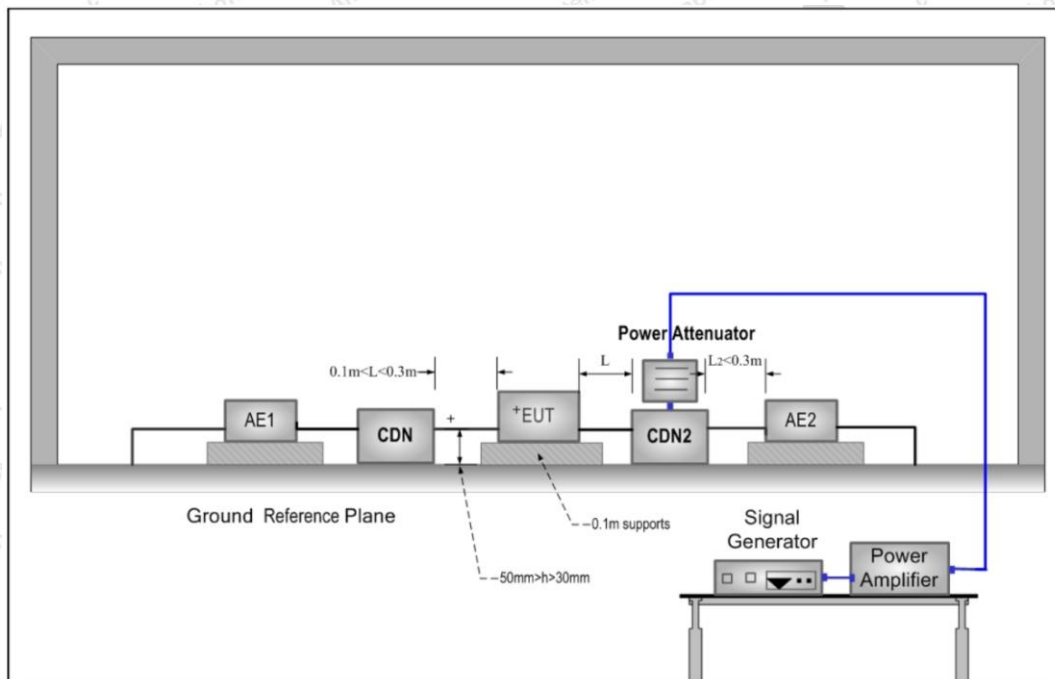 Power Attenuator
0.1m<L<0.3m
L
L2<0.3m
AE1
CDN
+
+EUT
CDN2
AE2
Ground Reference Plane
0.1m supports
50mm>h>30mm
Signal
Generator
Power
Amplifier